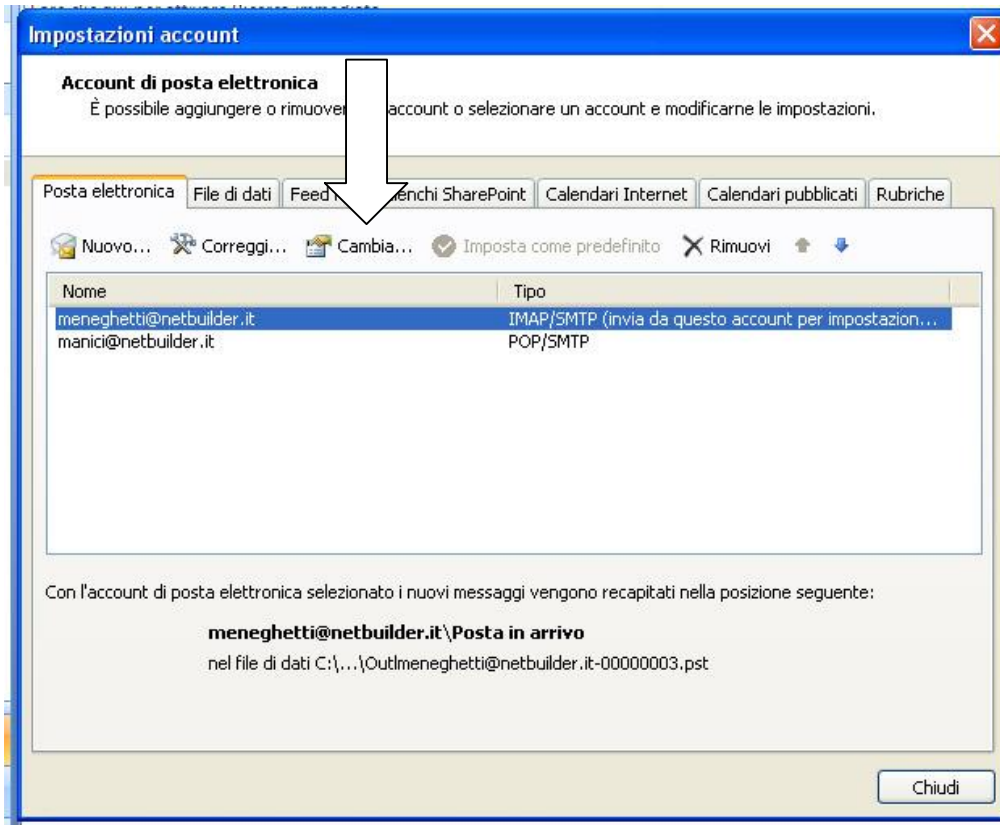 Impostazioni account
Account di posta elettronica
È possibile aggiungere o rimuovere account o selezionare un account e modificarne le impostazioni.
Posta elettronica File di dati Feed Elenchi SharePoint Calendari Internet Calendari pubblicati Rubriche
Nuovo... Correggi... Cambia... Imposta come predefinito Rimuovi
Nome Tipo
meneghetti@netbuilder.it IMAP/SMTP (invia da questo account per impostazion...
manici@netbuilder.it POP/SMTP
Con l'account di posta elettronica selezionato i nuovi messaggi vengono recapitati nella posizione seguente:
meneghetti@netbuilder.it\Posta in arrivo
nel file di dati C:\...\Outlmeneghetti@netbuilder.it-00000003.pst
Chiudi